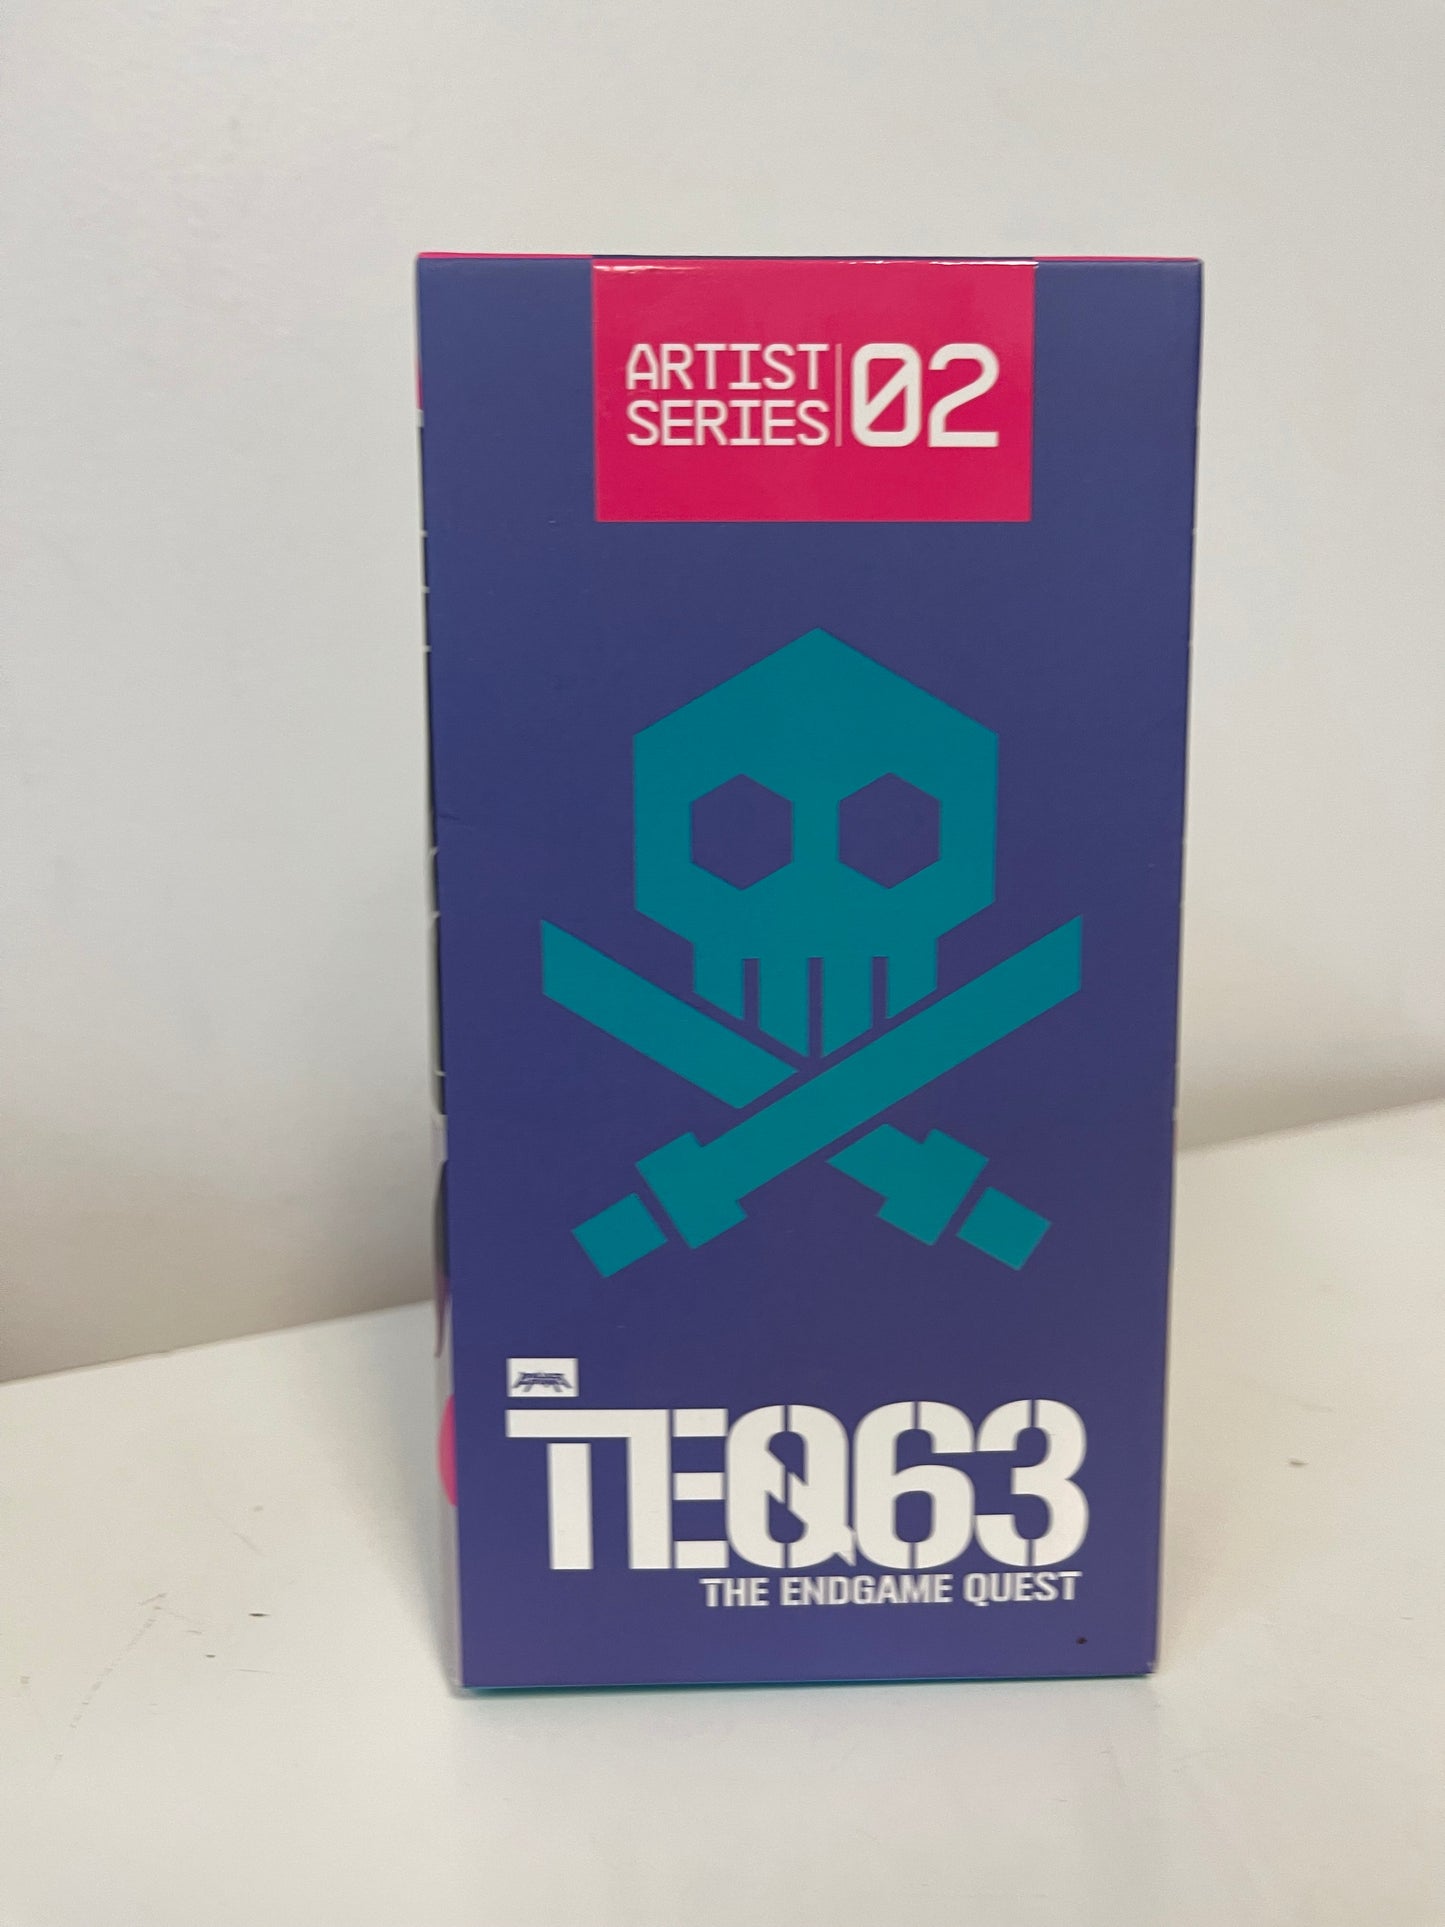 ARTIST
SERIES
02
TEQ63
THE ENDGAME QUEST